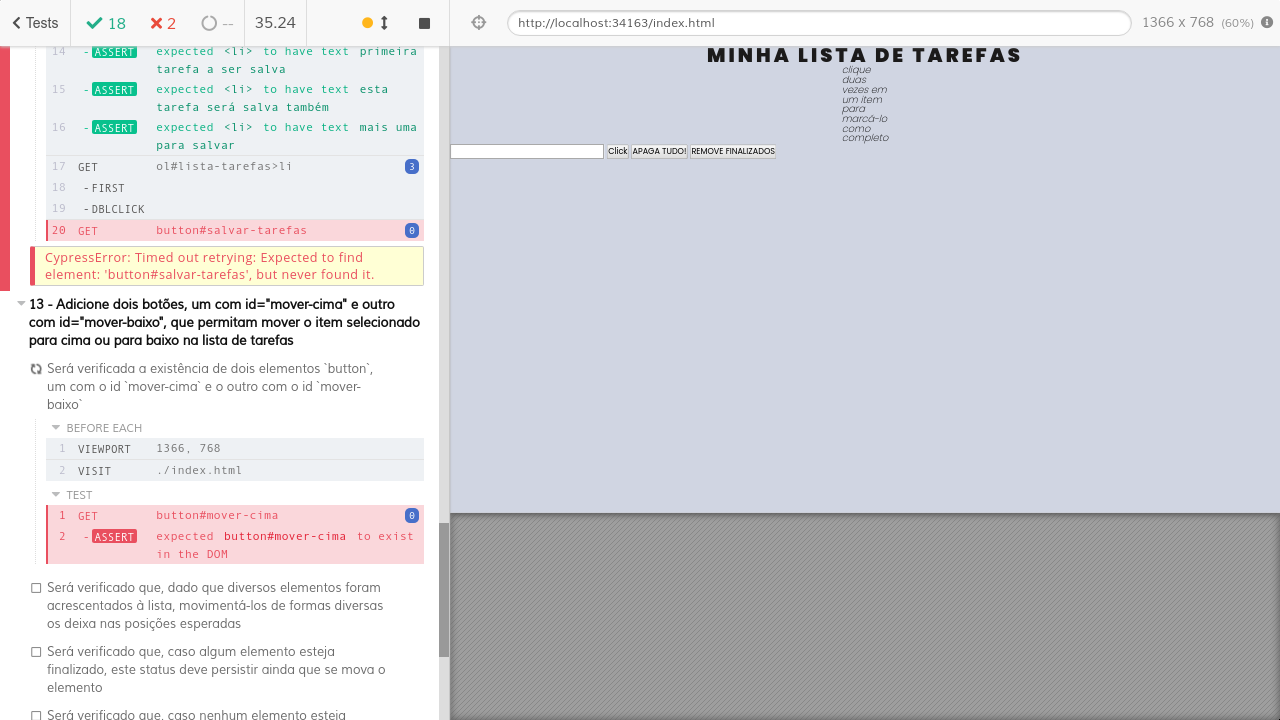 Tests 18 2 -- 35.24 http://localhost:34163/index.html 1366 x 768 (60%)
14 - ASSERT expected <li> to have text primeira
tarefa a ser salva
15 - ASSERT expected <li> to have text esta
tarefa será salva também
16 - ASSERT expected <li> to have text mais uma
para salvar
17 GET ol#lista-tarefas>li 3
18 - FIRST
19 - DBLCLICK
20 GET button#salvar-tarefas 0
CypressError: Timed out retrying: Expected to find
element: 'button#salvar-tarefas', but never found it.
13 - Adicione dois botões, um com id="mover-cima" e outro
com id="mover-baixo", que permitam mover o item selecionado
para cima ou para baixo na lista de tarefas
Será verificada a existência de dois elementos `button`,
um com o id `mover-cima` e o outro com o id `mover-
baixo`
BEFORE EACH
1 VIEWPORT 1366, 768
2 VISIT ./index.html
TEST
1 GET button#mover-cima 0
2 - ASSERT expected button#mover-cima to exist
in the DOM
Será verificado que, dado que diversos elementos foram
acrescentados à lista, movimentá-los de formas diversas
os deixa nas posições esperadas
Será verificado que, caso algum elemento esteja
finalizado, este status deve persistir ainda que se mova o
elemento
Será verificado que, caso nenhum elemento esteja
MINHA LISTA DE TAREFAS
clique
duas
vezes em
um item
para
marcá-lo
como
completo
Click APAGA TUDO! REMOVE FINALIZADOS